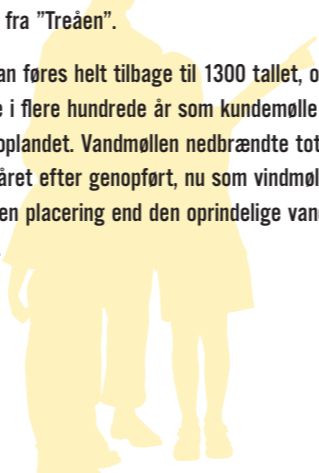 fra ”Treåen”.
an føres helt tilbage til 1300 tallet, o
e i flere hundrede år som kundemølle
oplandet. Vandmøllen nedbrændte tot
året efter genopført, nu som vindmøl
en placering end den oprindelige vand